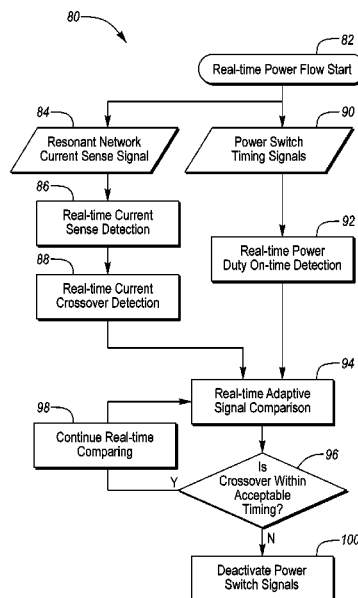 80
82
Real-time Power Flow Start
84
Resonant Network
Current Sense Signal
90
Power Switch
Timing Signals
86
Real-time Current
Sense Detection
92
Real-time Power
Duty On-time Detection
88
Real-time Current
Crossover Detection
94
Real-time Adaptive
Signal Comparison
98
Continue Real-time
Comparing
96
Is
Crossover Within
Acceptable
Timing?
Y
N
100
Deactivate Power
Switch Signals